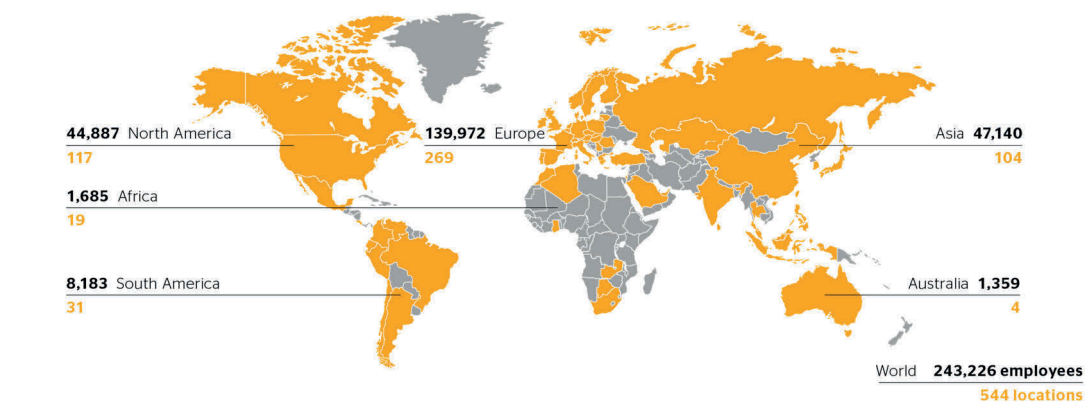 44,887 North America
117
139,972 Europe
269
Asia 47,140
104
1,685 Africa
19
8,183 South America
31
Australia 1,359
4
World 243,226 employees
544 locations